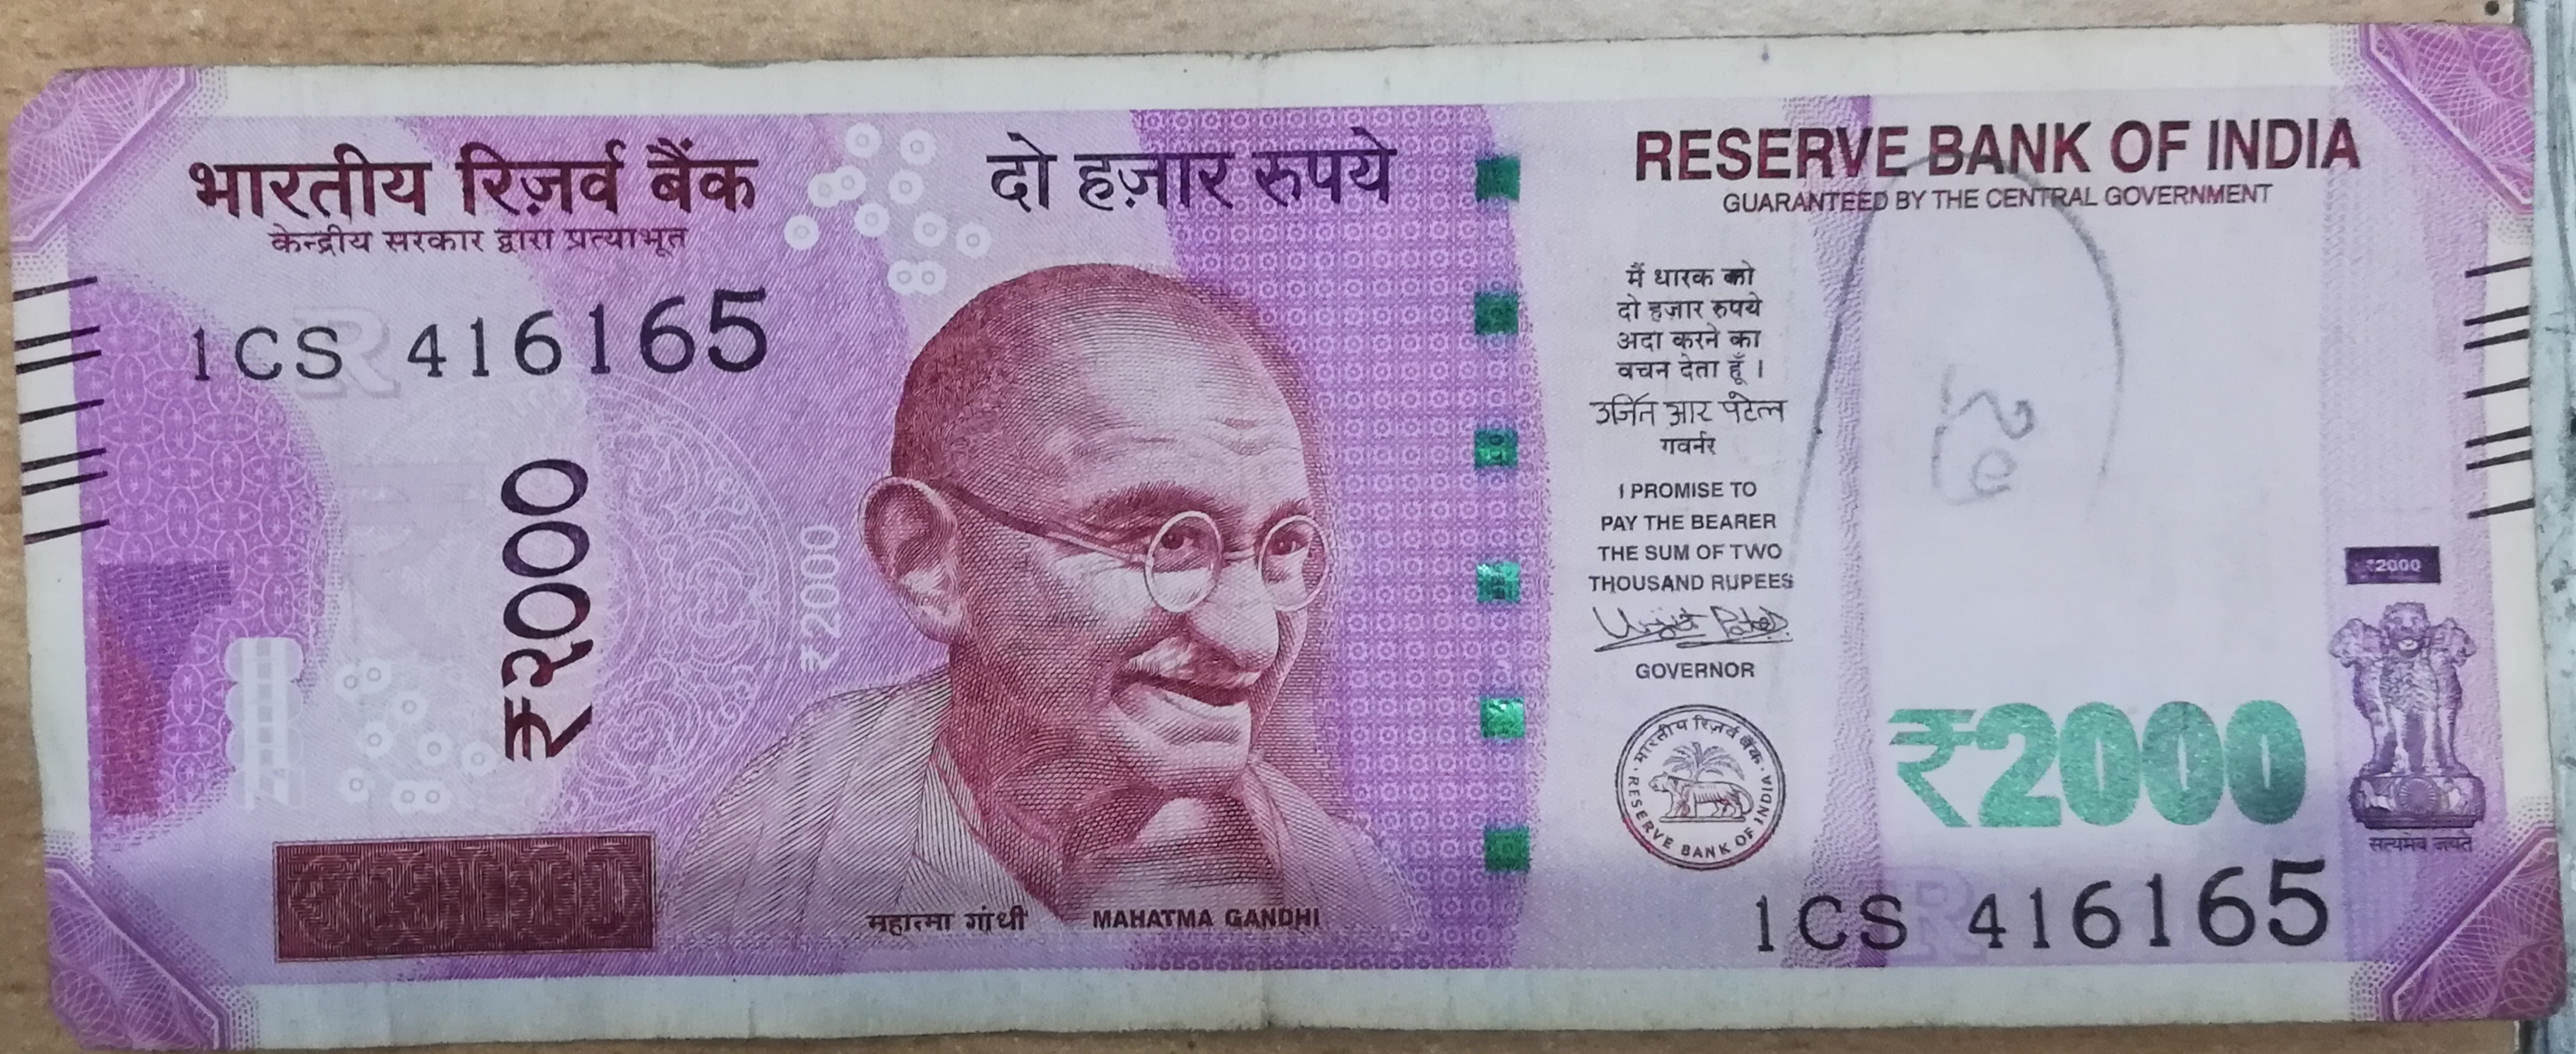 भारतीय रिज़र्व बैंक
केन्द्रीय सरकार द्वारा प्रत्याभूत
दो हज़ार रुपये
RESERVE BANK OF INDIA
GUARANTEED BY THE CENTRAL GOVERNMENT
1CS 416165
₹२०००
₹2000
मैं धारक को
दो हज़ार रुपये
अदा करने का
वचन देता हूँ ।
उर्जित आर पटेल
गवर्नर
I PROMISE TO
PAY THE BEARER
THE SUM OF TWO
THOUSAND RUPEES
Urjit Patel
GOVERNOR
भारतीय रिज़र्व बैंक
RESERVE BANK OF INDIA
₹2000
₹2000
सत्यमेव जयते
महात्मा गांधी MAHATMA GANDHI
1CS 416165